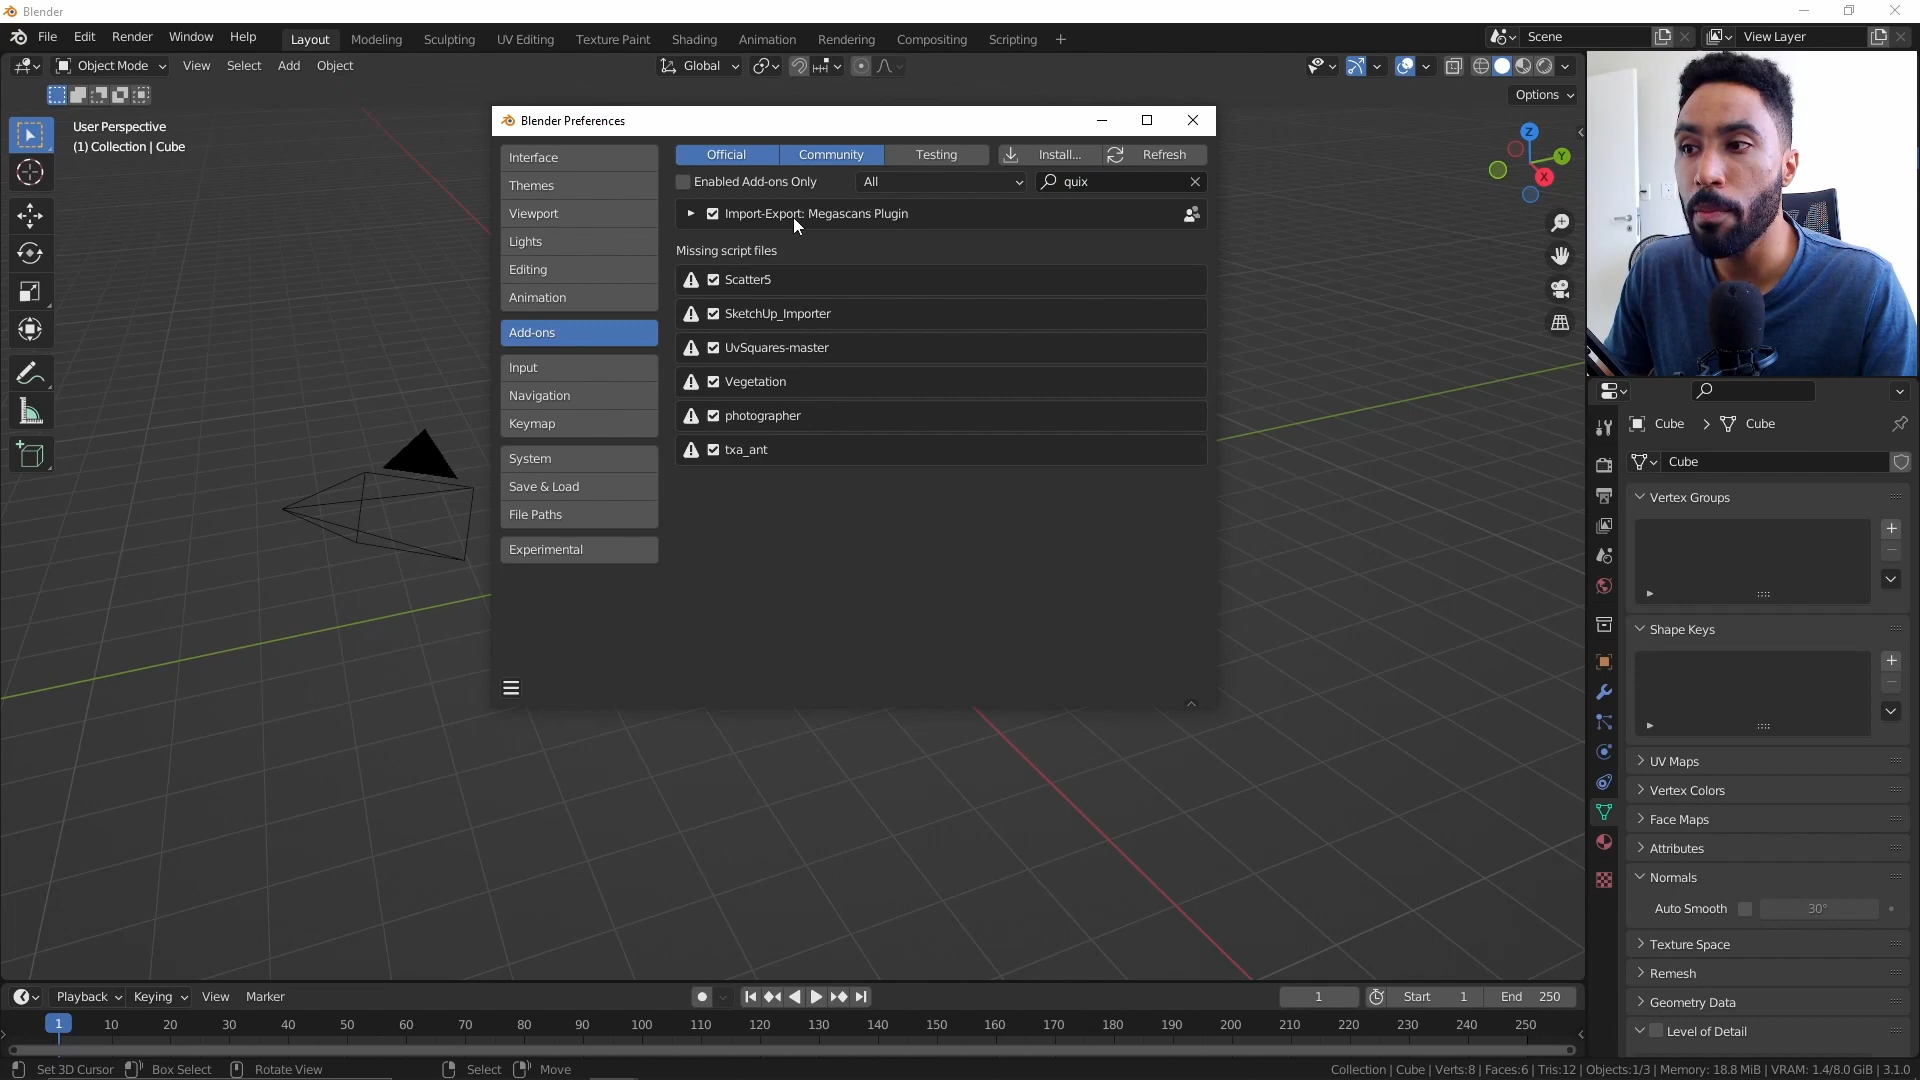 Blender
File Edit Render Window Help Layout Modeling Sculpting UV Editing Texture Paint Shading Animation Rendering Compositing Scripting + Scene View Layer
Object Mode View Select Add Object Global
Options
User Perspective
(1) Collection | Cube
Z
Y
X
Blender Preferences
Interface
Themes
Viewport
Lights
Editing
Animation
Add-ons
Input
Navigation
Keymap
System
Save & Load
File Paths
Experimental
Official Community Testing Install... Refresh
Enabled Add-ons Only All quix
Import-Export: Megascans Plugin
Missing script files
Scatter5
SketchUp_Importer
UvSquares-master
Vegetation
photographer
txa_ant
Cube > Cube
Cube
Vertex Groups
Shape Keys
UV Maps
Vertex Colors
Face Maps
Attributes
Normals
Auto Smooth 30°
Texture Space
Remesh
Geometry Data
Level of Detail
Playback Keying View Marker 1 Start 1 End 250
1 10 20 30 40 50 60 70 80 90 100 110 120 130 140 150 160 170 180 190 200 210 220 230 240 250
Set 3D Cursor Box Select Rotate View Select Move Collection | Cube | Verts:8 | Faces:6 | Tris:12 | Objects:1/3 | Memory: 18.8 MiB | VRAM: 1.4/8.0 GiB | 3.1.0